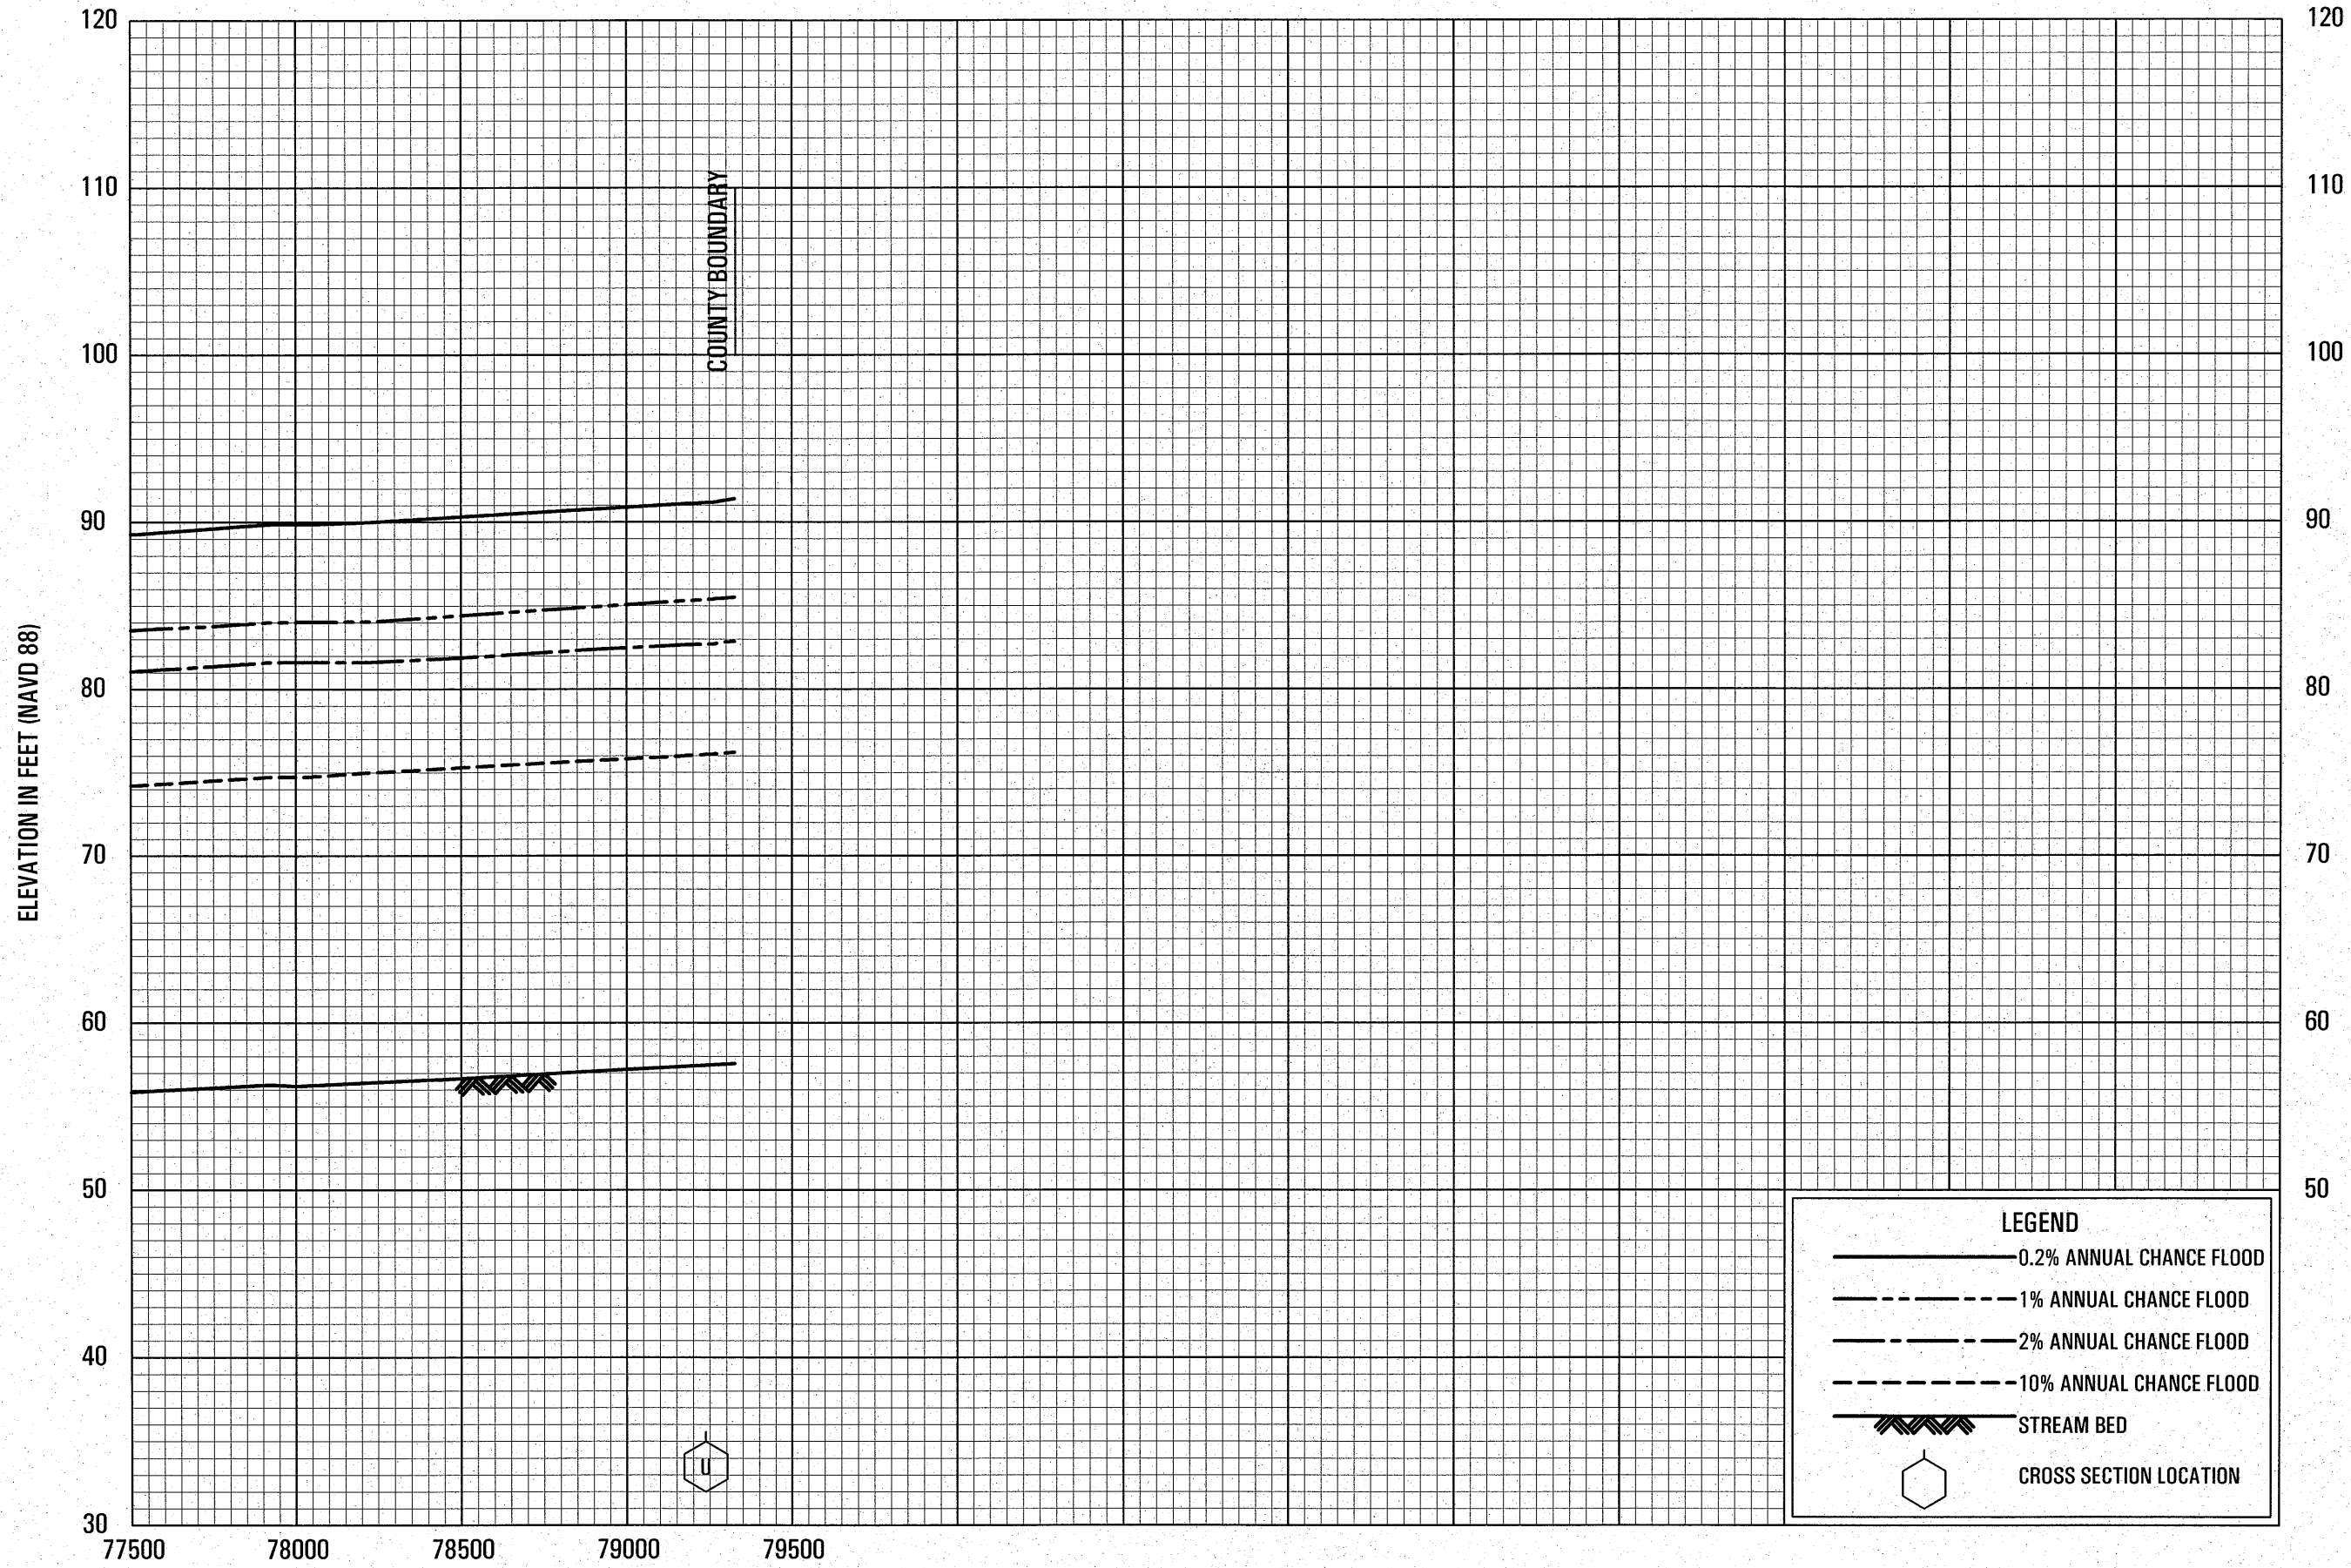 120
110
100
90
80
70
60
50
40
30
ELEVATION IN FEET (NAVD 88)
COUNTY BOUNDARY
U
120
110
100
90
80
70
60
50
77500
78000
78500
79000
79500
LEGEND
0.2% ANNUAL CHANCE FLOOD
1% ANNUAL CHANCE FLOOD
2% ANNUAL CHANCE FLOOD
10% ANNUAL CHANCE FLOOD
STREAM BED
CROSS SECTION LOCATION